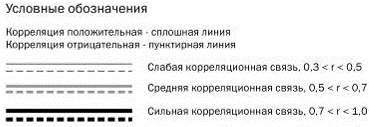 Условные обозначения
Корреляция положительная - сплошная линия
Корреляция отрицательная - пунктирная линия
Слабая корреляционная связь, 0,3 < r < 0,5
Средняя корреляционная связь, 0,5 < r < 0,7
Сильная корреляционная связь, 0,7 < r < 1,0